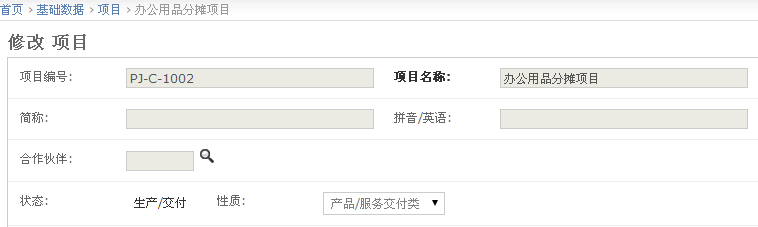 首页 › 基础数据 › 项目 › 办公用品分摊项目
修改 项目
项目编号: PJ-C-1002 项目名称: 办公用品分摊项目
简称: 拼音/英语:
合作伙伴:
状态: 生产/交付 性质: 产品/服务交付类